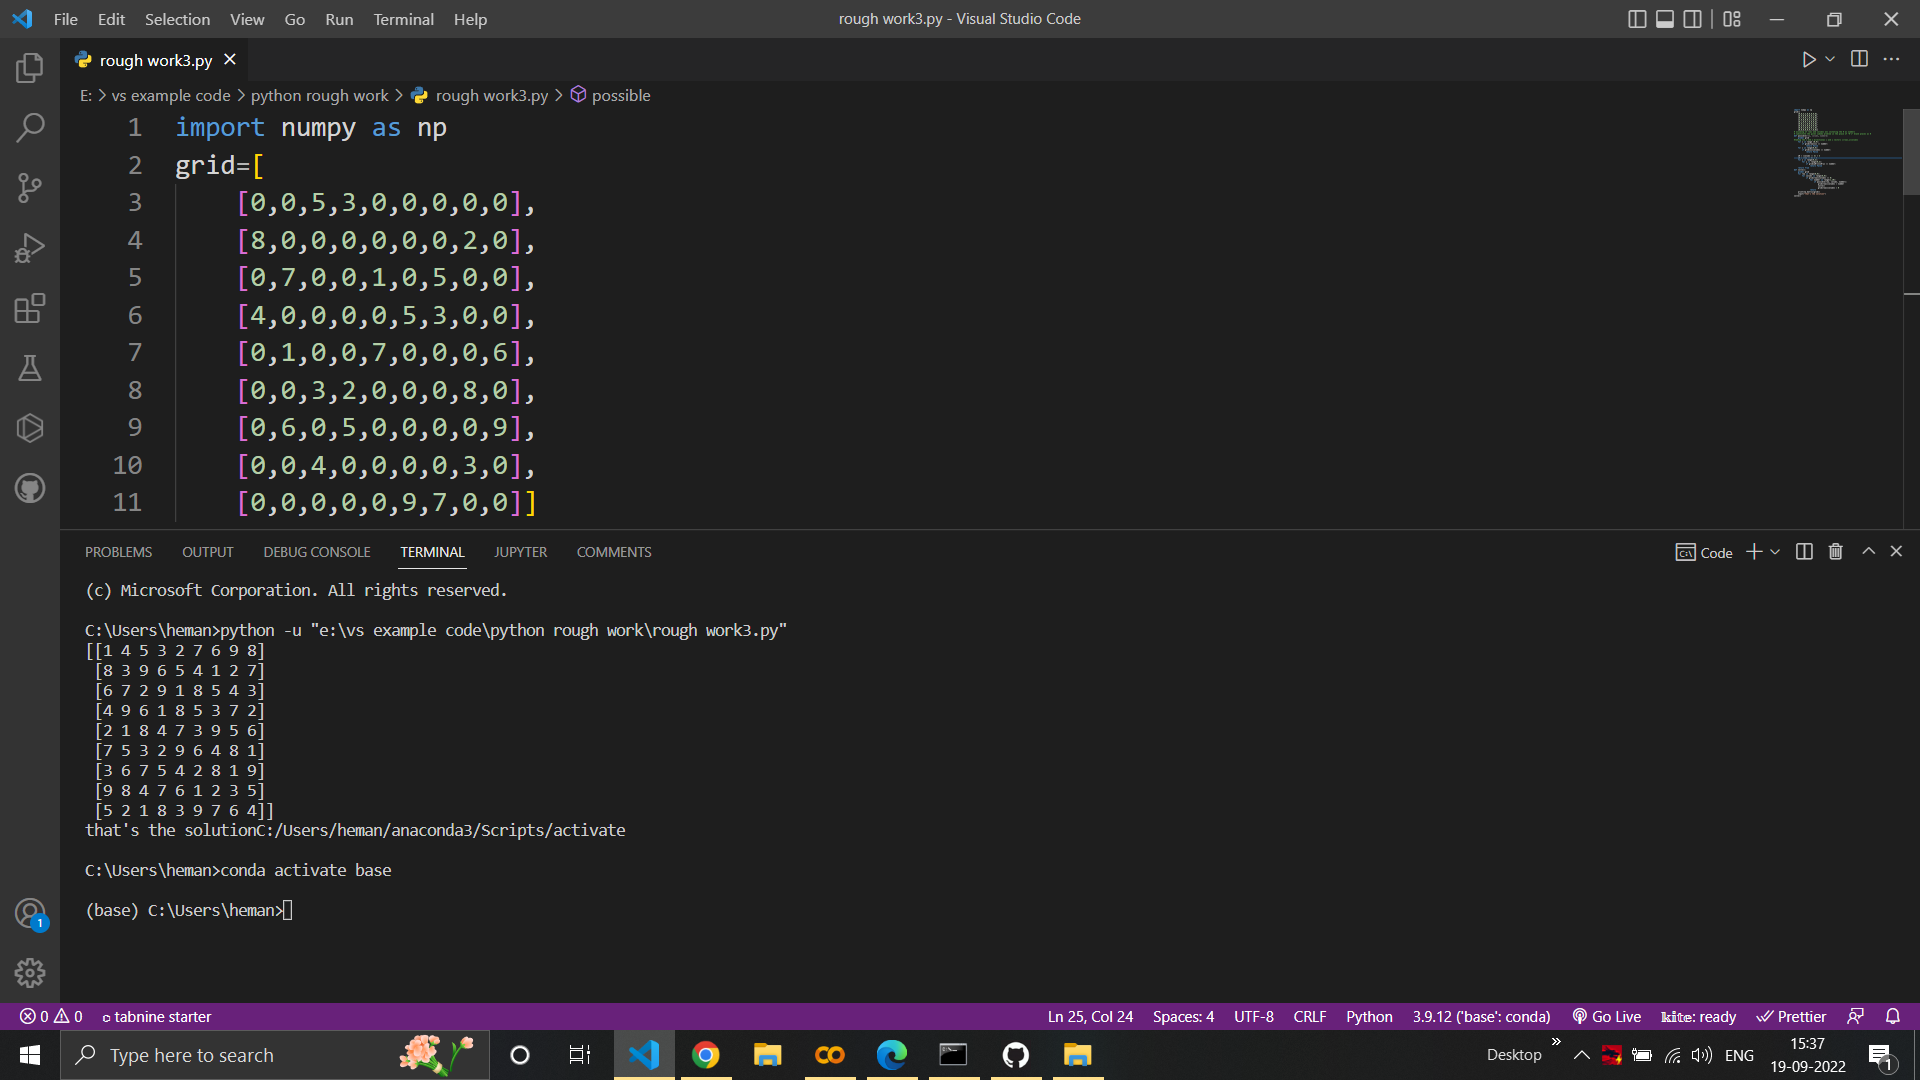 File Edit Selection View Go Run Terminal Help
rough work3.py - Visual Studio Code
rough work3.py
E: > vs example code > python rough work > rough work3.py > possible
1 import numpy as np
2 grid=[
3 [0,0,5,3,0,0,0,0,0],
4 [8,0,0,0,0,0,0,2,0],
5 [0,7,0,0,1,0,5,0,0],
6 [4,0,0,0,0,5,3,0,0],
7 [0,1,0,0,7,0,0,0,6],
8 [0,0,3,2,0,0,0,8,0],
9 [0,6,0,5,0,0,0,0,9],
10 [0,0,4,0,0,0,0,3,0],
11 [0,0,0,0,0,9,7,0,0]]
PROBLEMS OUTPUT DEBUG CONSOLE TERMINAL JUPYTER COMMENTS
Code
(c) Microsoft Corporation. All rights reserved.
C:\Users\heman>python -u "e:\vs example code\python rough work\rough work3.py"
[[1 4 5 3 2 7 6 9 8]
[8 3 9 6 5 4 1 2 7]
[6 7 2 9 1 8 5 4 3]
[4 9 6 1 8 5 3 7 2]
[2 1 8 4 7 3 9 5 6]
[7 5 3 2 9 6 4 8 1]
[3 6 7 5 4 2 8 1 9]
[9 8 4 7 6 1 2 3 5]
[5 2 1 8 3 9 7 6 4]]
that's the solutionC:/Users/heman/anaconda3/Scripts/activate
C:\Users\heman>conda activate base
(base) C:\Users\heman>
1
0 0 tabnine starter
Ln 25, Col 24 Spaces: 4 UTF-8 CRLF Python 3.9.12 ('base': conda) Go Live kite: ready Prettier
Type here to search
Desktop ENG
15:37
19-09-2022
1